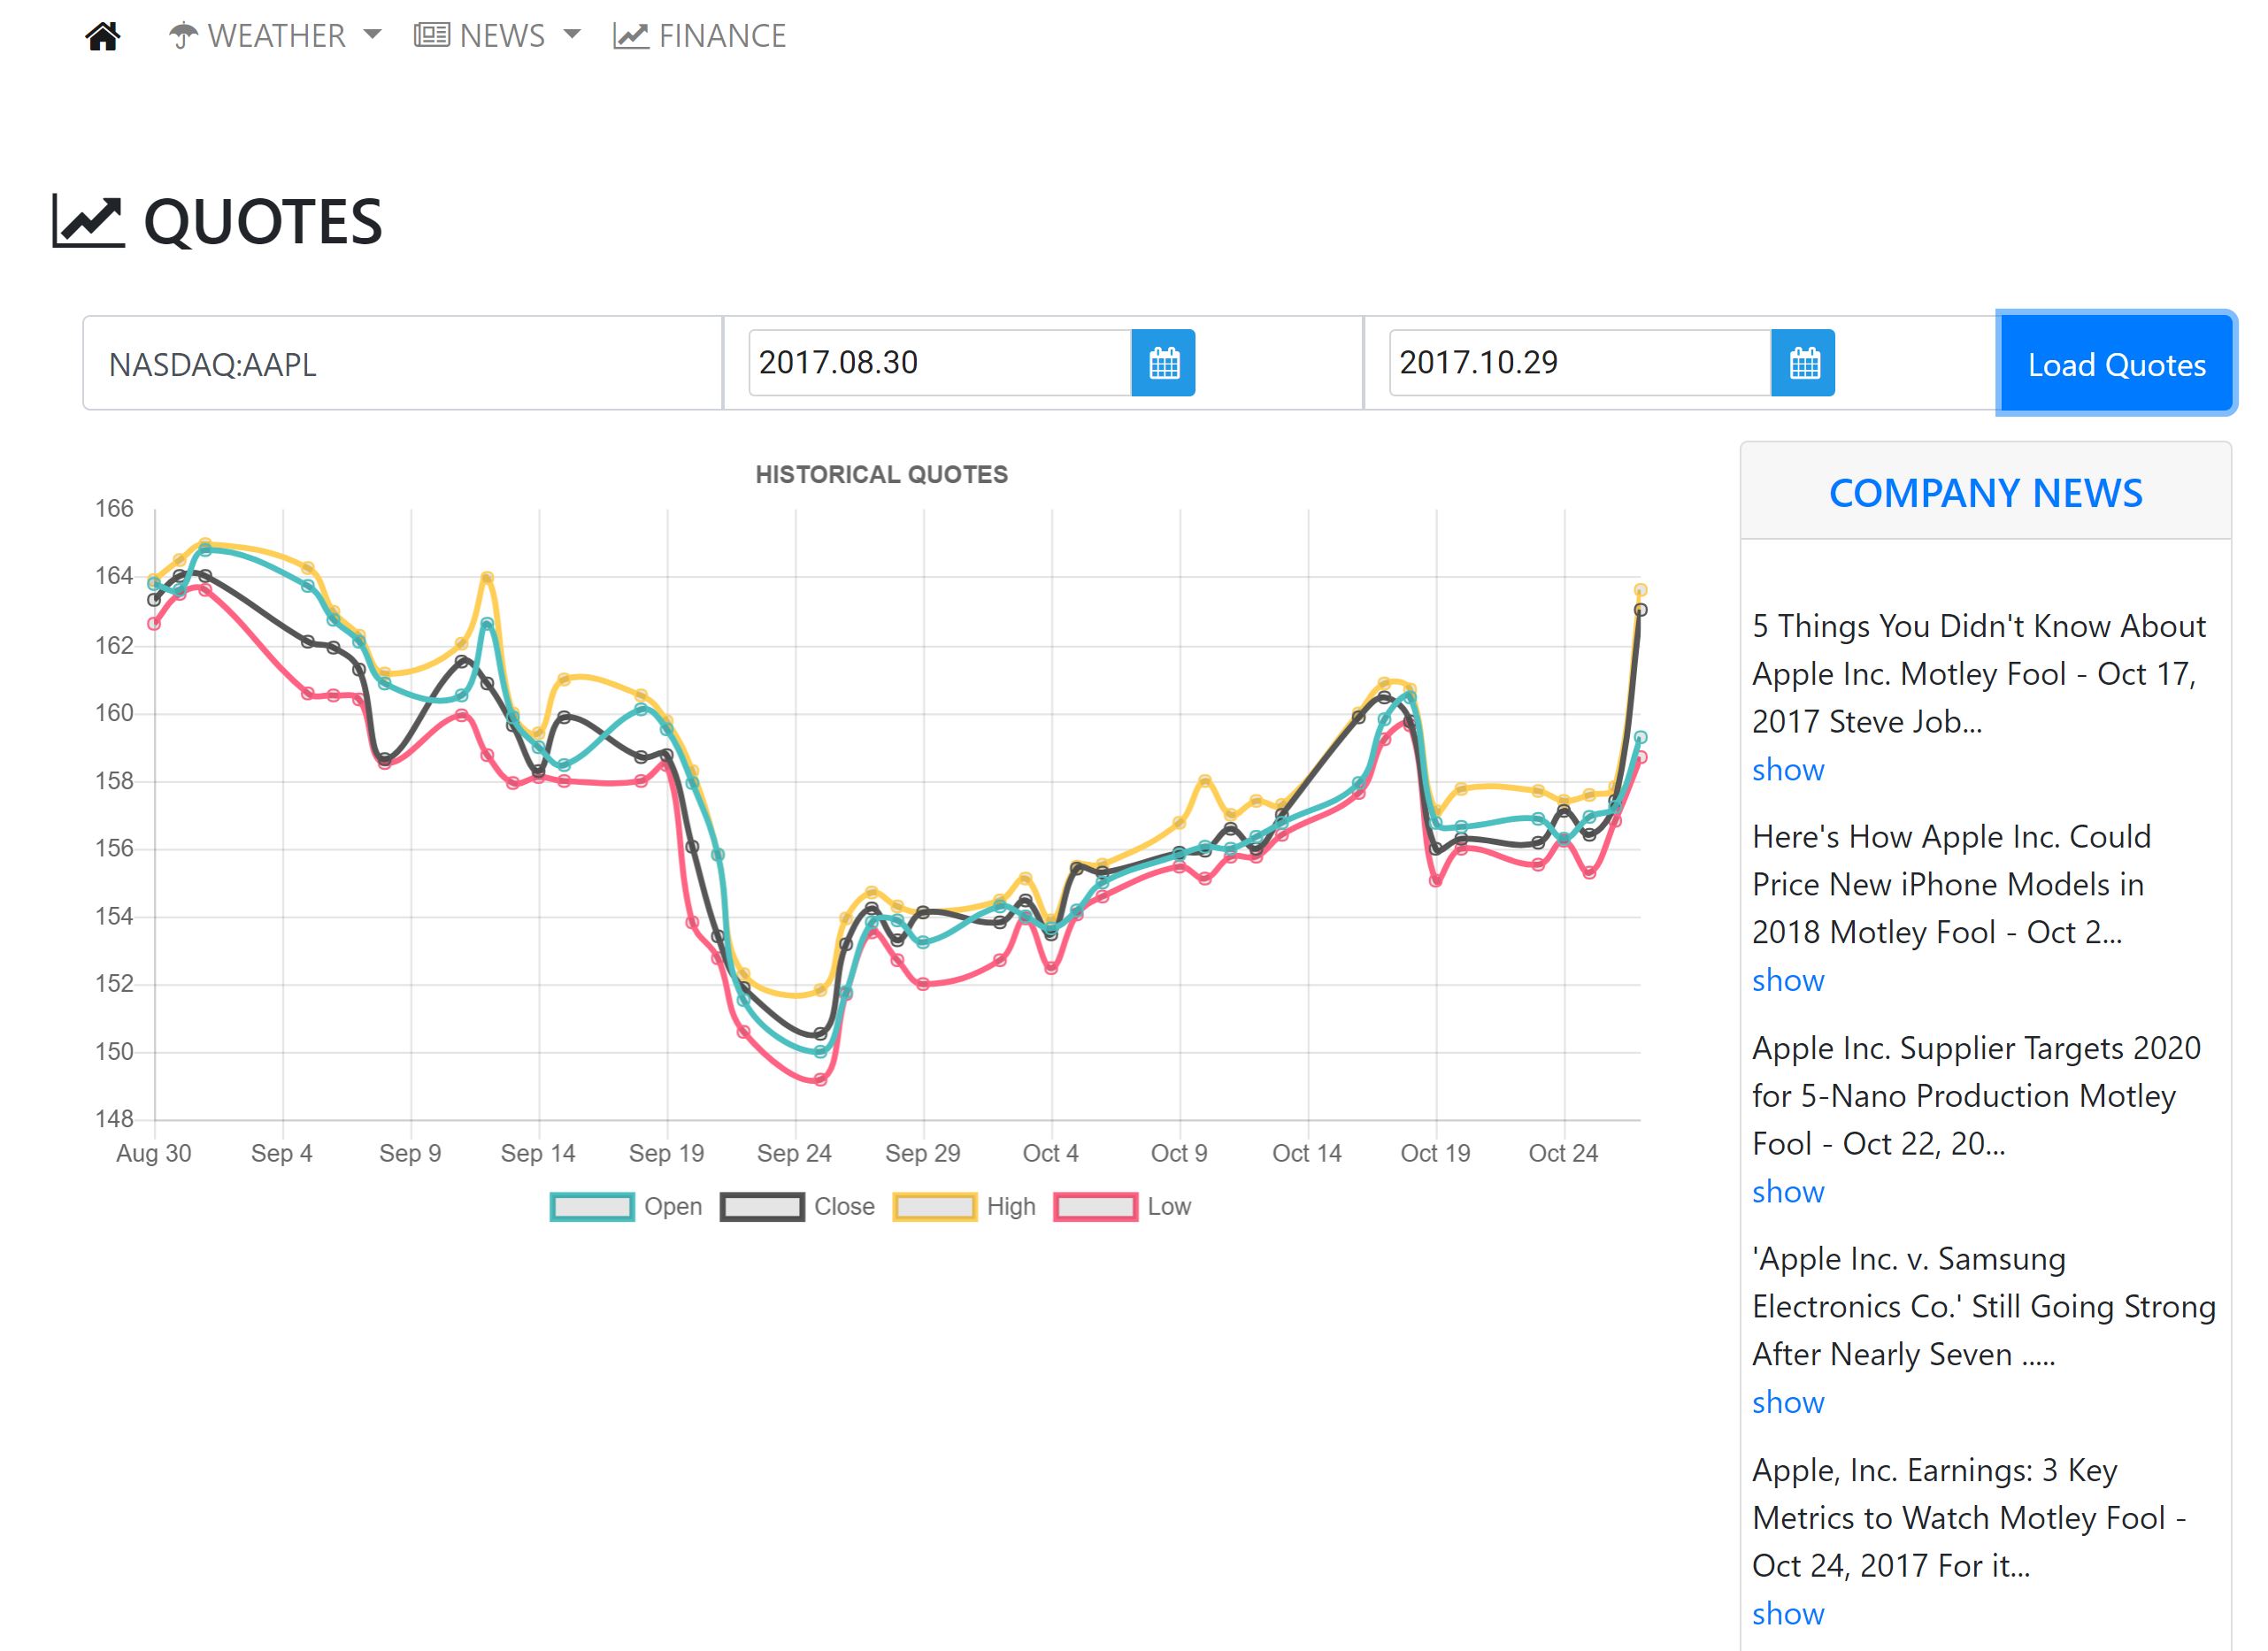 WEATHER NEWS FINANCE
QUOTES
NASDAQ:AAPL 2017.08.30 2017.10.29 Load Quotes
HISTORICAL QUOTES
166
164
162
160
158
156
154
152
150
148
Aug 30 Sep 4 Sep 9 Sep 14 Sep 19 Sep 24 Sep 29 Oct 4 Oct 9 Oct 14 Oct 19 Oct 24
Open Close High Low
COMPANY NEWS
5 Things You Didn't Know About
Apple Inc. Motley Fool - Oct 17,
2017 Steve Job...
show
Here's How Apple Inc. Could
Price New iPhone Models in
2018 Motley Fool - Oct 2...
show
Apple Inc. Supplier Targets 2020
for 5-Nano Production Motley
Fool - Oct 22, 20...
show
'Apple Inc. v. Samsung
Electronics Co.' Still Going Strong
After Nearly Seven .....
show
Apple, Inc. Earnings: 3 Key
Metrics to Watch Motley Fool -
Oct 24, 2017 For it...
show